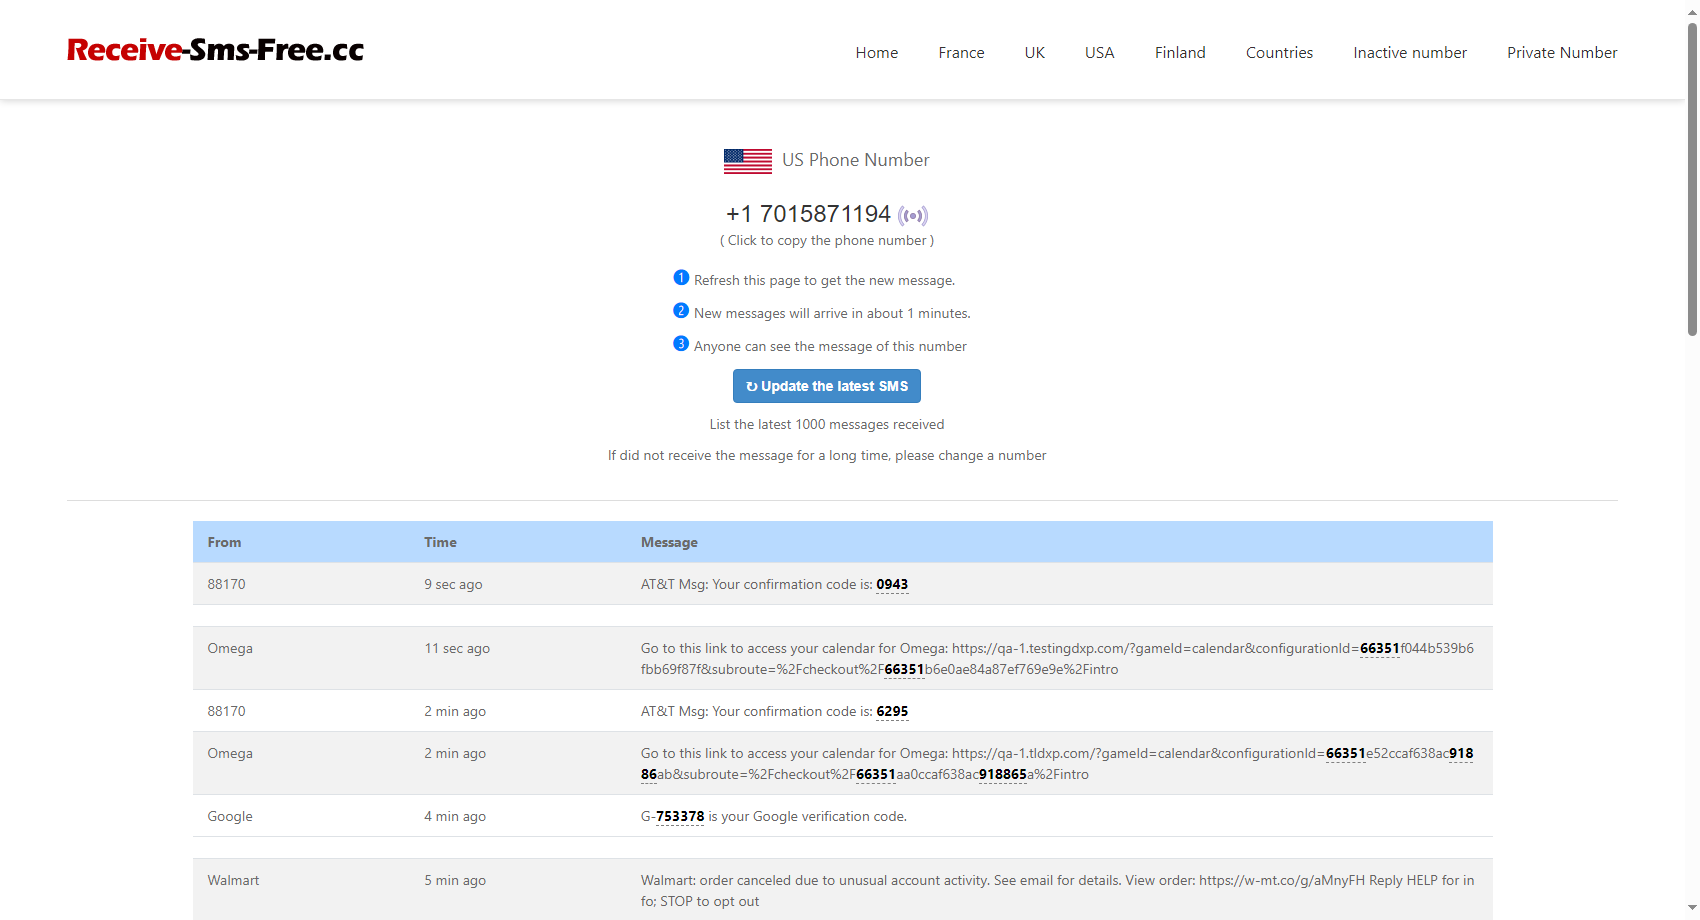 Receive-Sms-Free.cc
Home France UK USA Finland Countries Inactive number Private Number
US Phone Number
+1 7015871194
( Click to copy the phone number )
1 Refresh this page to get the new message.
2 New messages will arrive in about 1 minutes.
3 Anyone can see the message of this number
↻ Update the latest SMS
List the latest 1000 messages received
If did not receive the message for a long time, please change a number
From Time Message
88170 9 sec ago AT&T Msg: Your confirmation code is: 0943
Omega 11 sec ago Go to this link to access your calendar for Omega: https://qa-1.testingdxp.com/?gameId=calendar&configurationId=66351f044b539b6
fbb69f87f&subroute=%2Fcheckout%2F66351b6e0ae84a87ef769e9e%2Fintro
88170 2 min ago AT&T Msg: Your confirmation code is: 6295
Omega 2 min ago Go to this link to access your calendar for Omega: https://qa-1.tldxp.com/?gameId=calendar&configurationId=66351e52ccaf638ac918
86ab&subroute=%2Fcheckout%2F66351aa0ccaf638ac918865a%2Fintro
Google 4 min ago G-753378 is your Google verification code.
Walmart 5 min ago Walmart: order canceled due to unusual account activity. See email for details. View order: https://w-mt.co/g/aMnyFH Reply HELP for in
fo; STOP to opt out